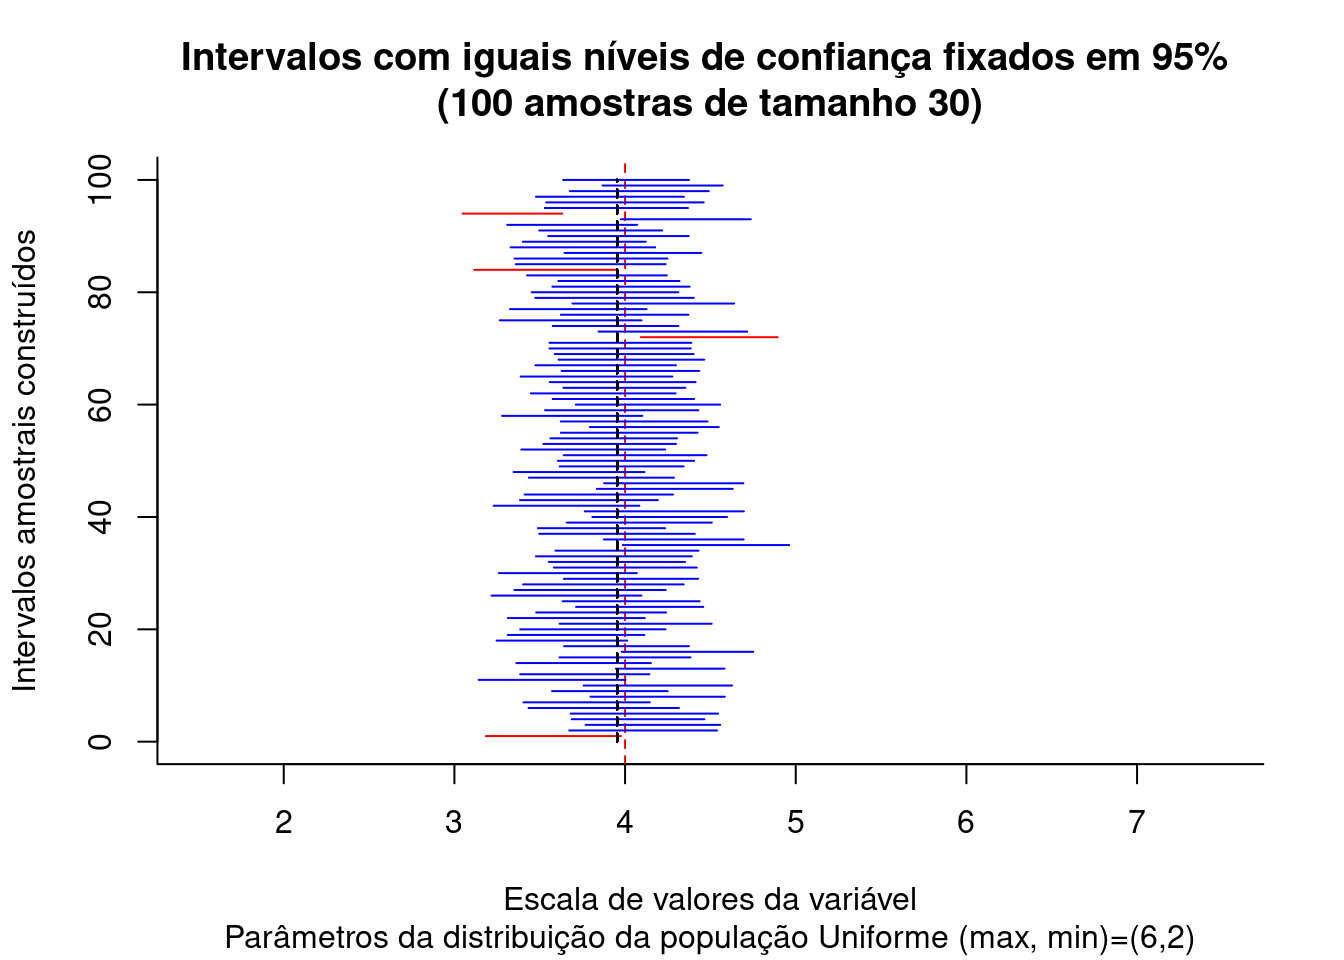 Intervalos com iguais níveis de confiança fixados em 95%
(100 amostras de tamanho 30)
Intervalos amostrais construídos
100
80
60
40
20
0
2 3 4 5 6 7
Escala de valores da variável
Parâmetros da distribuição da população Uniforme (max, min)=(6,2)